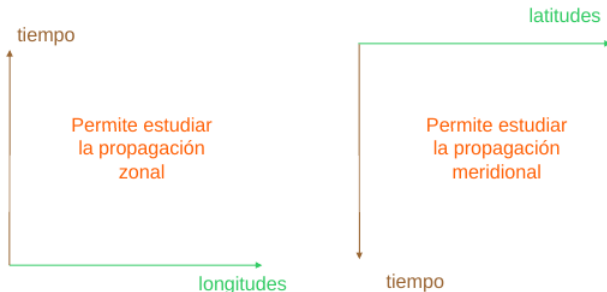 tiempo
Permite estudiar
la propagación
zonal
longitudes
latitudes
Permite estudiar
la propagación
meridional
tiempo